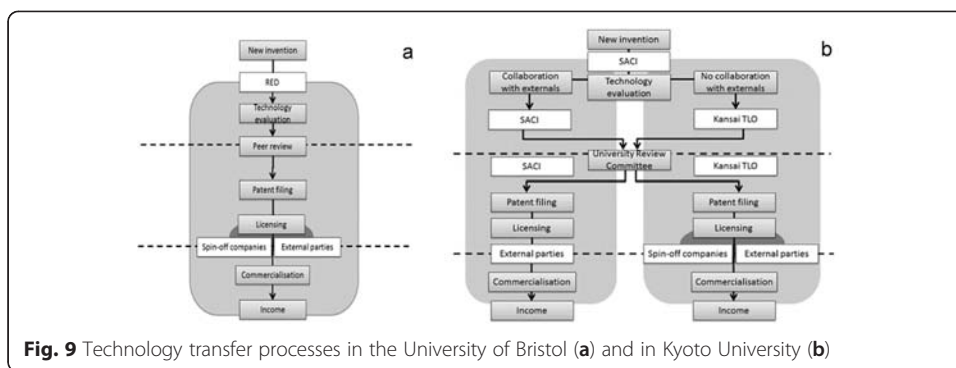 a
New invention
RED
Technology
evaluation
Peer review
Patent filing
Licensing
Spin-off companies
External parties
Commercialisation
Income
b
New invention
SACI
Collaboration
with externals
Technology
evaluation
No collaboration
with externals
SACI
Kansai TLO
University Review
Committee
SACI
Kansai TLO
Patent filing
Patent filing
Licensing
Licensing
External parties
Spin-off companies
External parties
Commercialisation
Commercialisation
Income
Income
Fig. 9 Technology transfer processes in the University of Bristol (a) and in Kyoto University (b)